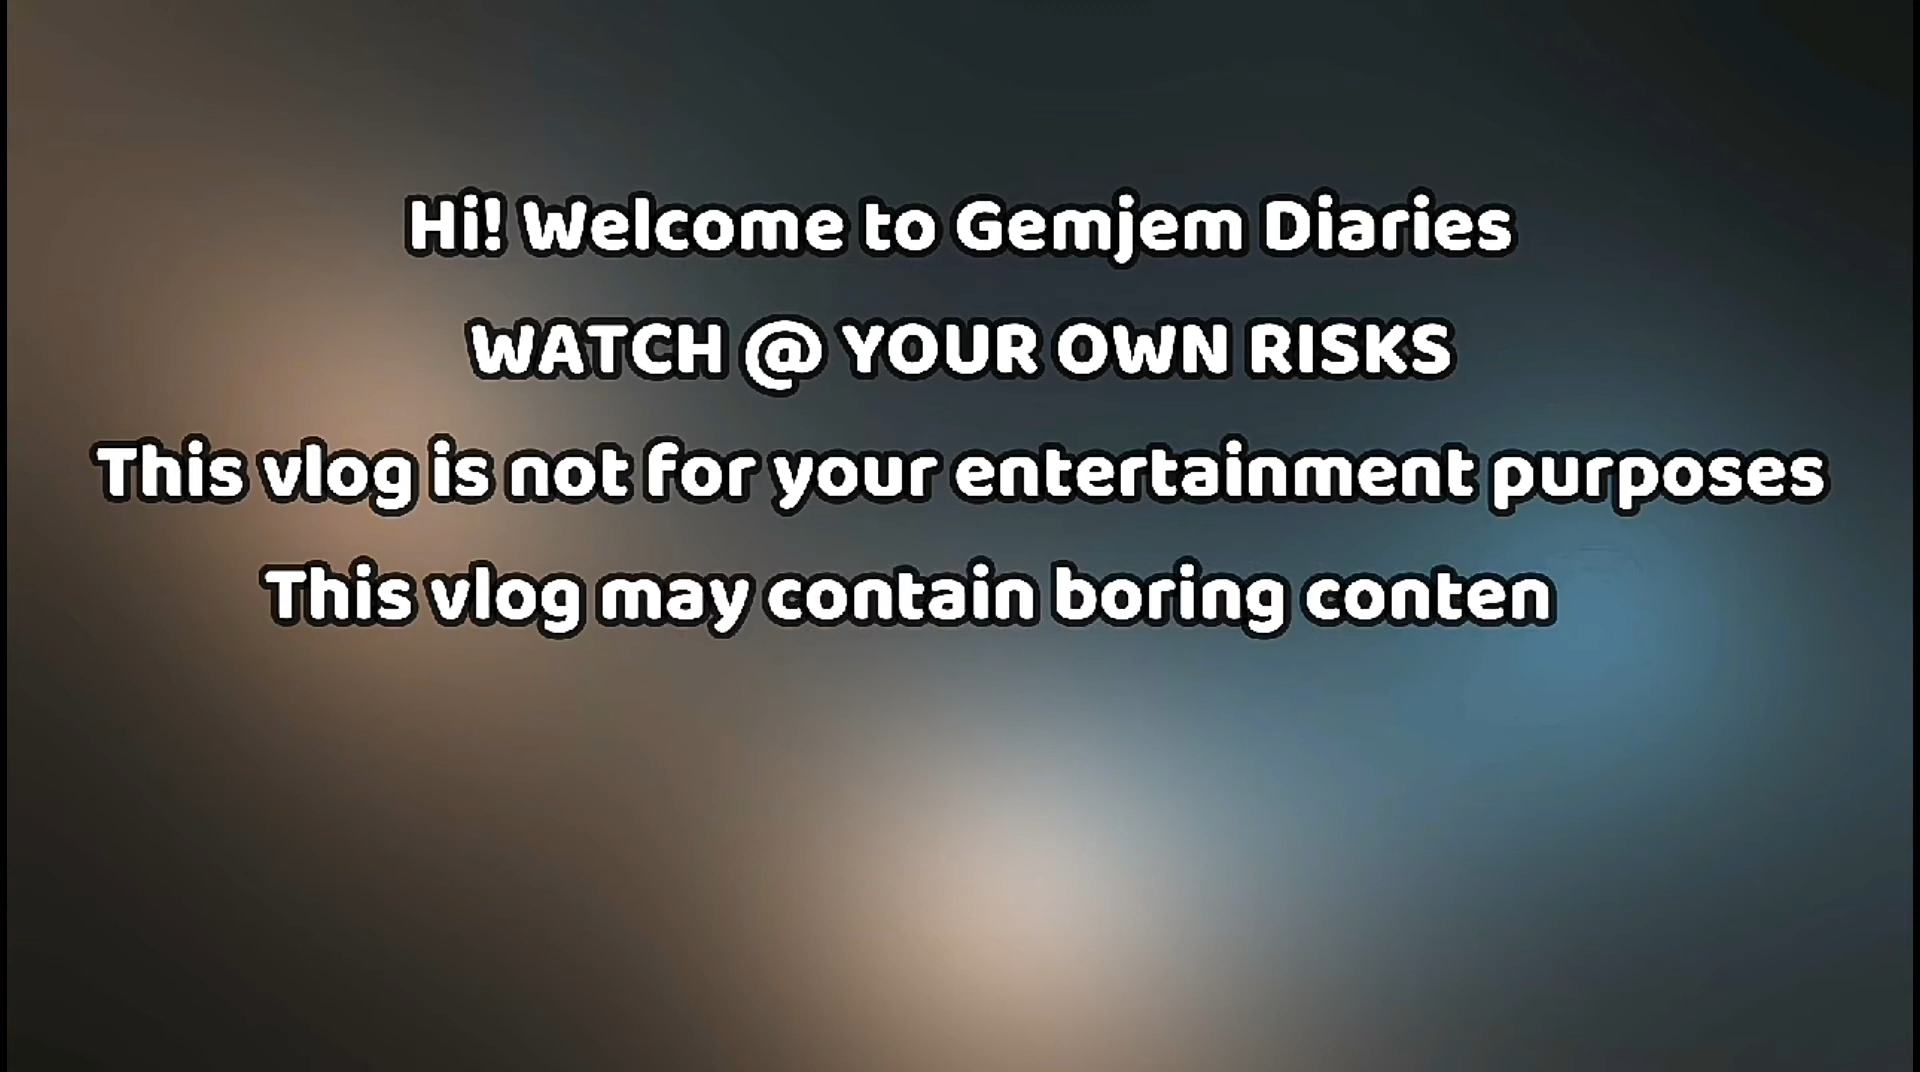 Hi! Welcome to Gemjem Diaries
WATCH @ YOUR OWN RISKS
This vlog is not for your entertainment purposes
This vlog may contain boring conten